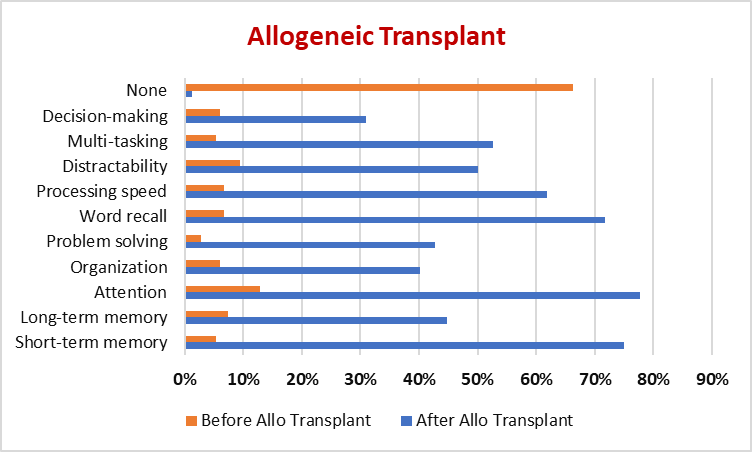 Allogeneic Transplant
None
Decision-making
Multi-tasking
Distractability
Processing speed
Word recall
Problem solving
Organization
Attention
Long-term memory
Short-term memory
0% 10% 20% 30% 40% 50% 60% 70% 80% 90%
Before Allo Transplant After Allo Transplant